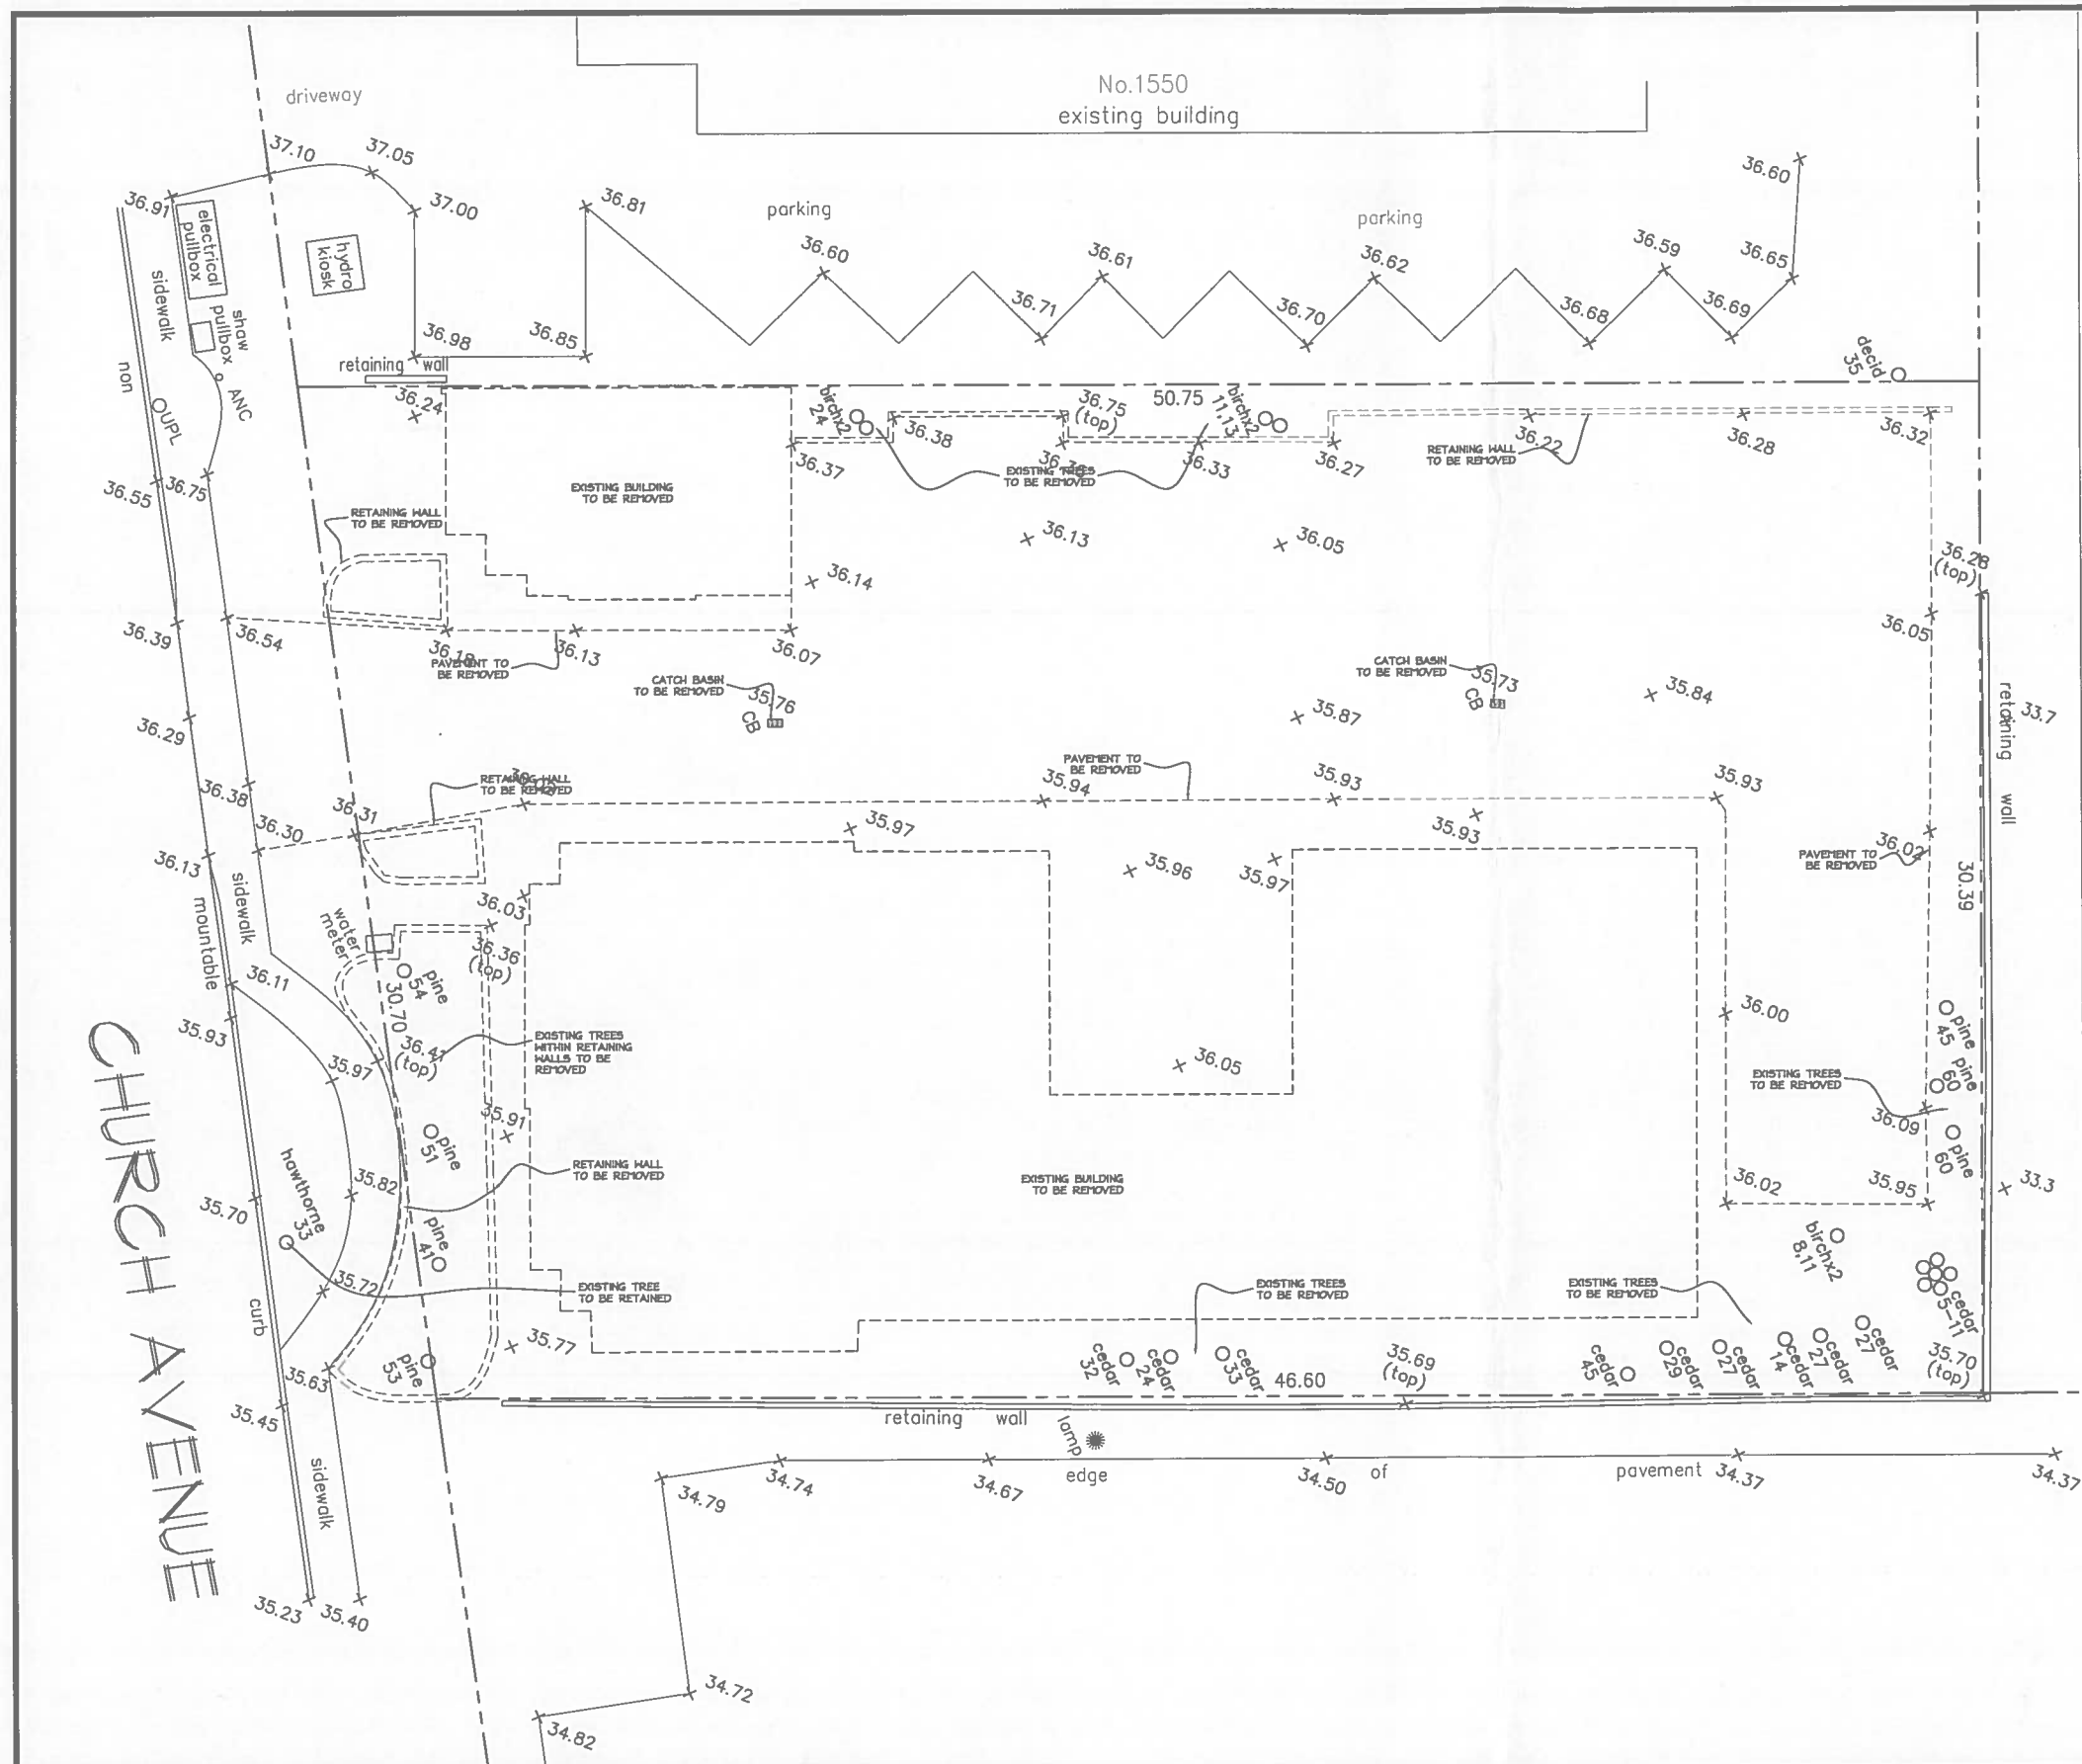 No.1550
existing building
driveway
37.10
37.05
37.00
36.91
electrical
pullbox
hydro
kiosk
36.81
parking
parking
36.60
36.60
36.61
36.62
36.59
36.65
36.71
36.70
36.68
36.69
sidewalk
shaw
pullbox
ANC
non
OUPL
36.98
36.85
retaining wall
36.24
decid
35
birchx2
24
36.38
36.75
(top)
50.75
birchx2
11,13
36.37
36.33
36.27
36.22
36.28
36.32
RETAINING WALL
TO BE REMOVED
EXISTING TREES
TO BE REMOVED
EXISTING BUILDING
TO BE REMOVED
36.55
36.75
RETAINING WALL
TO BE REMOVED
36.13
36.05
36.14
36.28
(top)
36.05
36.39
36.54
36.18
36.13
36.07
PAVEMENT TO
BE REMOVED
CATCH BASIN
TO BE REMOVED
35.76
CB
CATCH BASIN
TO BE REMOVED
35.73
CB
35.84
35.87
retaining wall
33.7
36.29
36.38
RETAINING WALL
TO BE REMOVED
PAVEMENT TO
BE REMOVED
35.94
35.93
35.93
36.31
36.30
35.97
35.93
36.13
36.02
PAVEMENT TO
BE REMOVED
30.39
35.96
35.97
sidewalk
mountable
water
meter
36.03
36.36
(top)
pine
54
30.70
36.11
35.93
35.97
36.41
(top)
EXISTING TREES
WITHIN RETAINING
WALLS TO BE
REMOVED
36.00
36.05
pine
45
pine
60
EXISTING TREES
TO BE REMOVED
36.09
pine
60
35.91
pine
51
RETAINING WALL
TO BE REMOVED
EXISTING BUILDING
TO BE REMOVED
36.02
35.95
33.3
hawthorne
33
35.82
35.70
pine
41
birchx2
8,11
35.72
EXISTING TREE
TO BE RETAINED
EXISTING TREES
TO BE REMOVED
EXISTING TREES
TO BE REMOVED
cedar
5-11
curb
35.77
pine
53
35.63
35.45
cedar
32
cedar
24
cedar
33
46.60
35.69
(top)
cedar
45
cedar
29
cedar
27
cedar
14
cedar
27
cedar
27
35.70
(top)
retaining wall
lamp
edge of pavement
34.79
34.74
34.67
34.50
34.37
34.37
sidewalk
35.23
35.40
34.72
34.82
CHURCH AVENUE